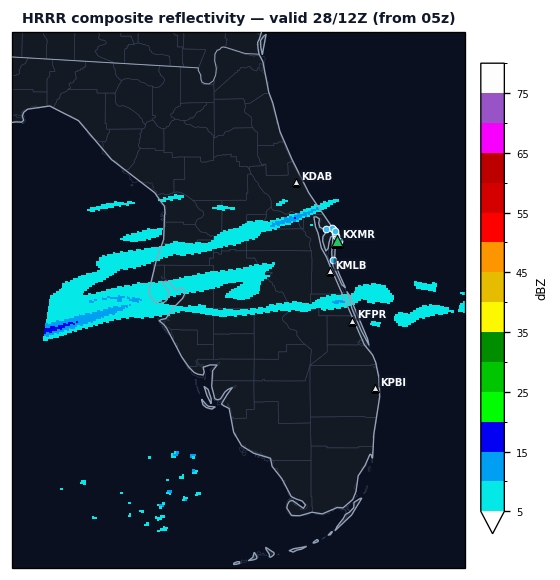 HRRR composite reflectivity — valid 28/12Z (from 05z)
KDAB
KXMR
KMLB
KFPR
KPBI
75
65
55
45
35
25
15
5
dBZ